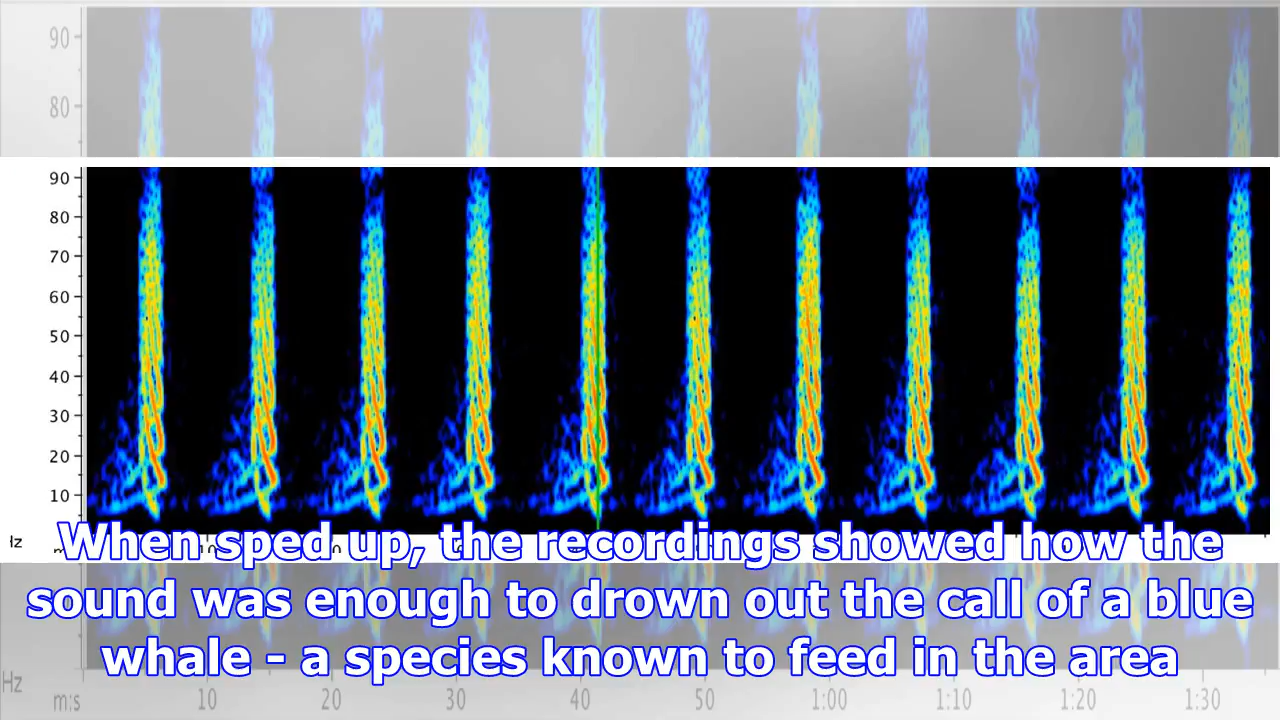 90
80
90
80
70
60
50
40
30
20
10
Hz
When sped up, the recordings showed how the
sound was enough to drown out the call of a blue
whale - a species known to feed in the area
Hz
m:s 10 20 30 40 50 1:00 1:10 1:20 1:30